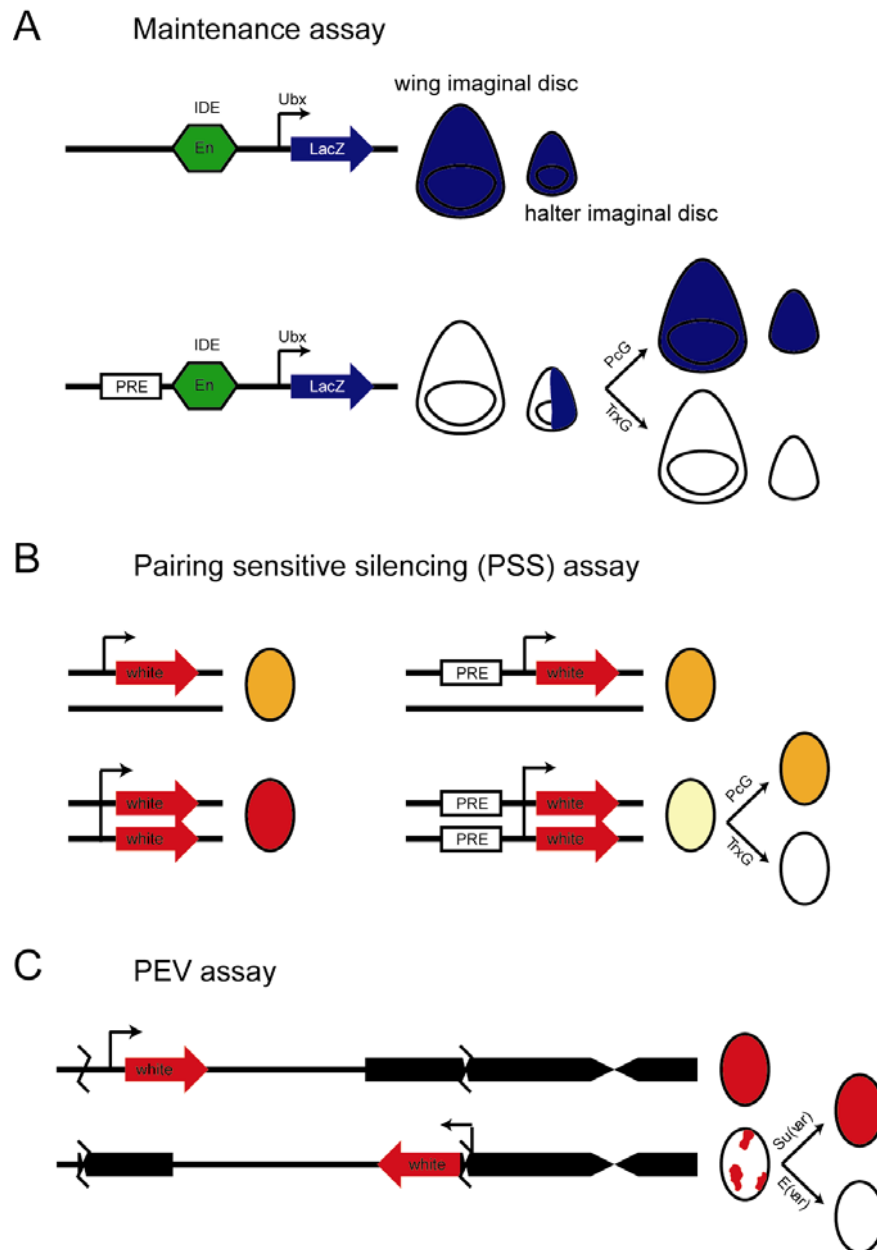 A
Maintenance assay
wing imaginal disc
IDE
Ubx
En
LacZ
halter imaginal disc
IDE
Ubx
PRE
En
LacZ
PcG
TrxG
B
Pairing sensitive silencing (PSS) assay
white
PRE
white
white
white
PRE
PRE
white
white
PcG
TrxG
C
PEV assay
white
white
Su(var)
E(var)